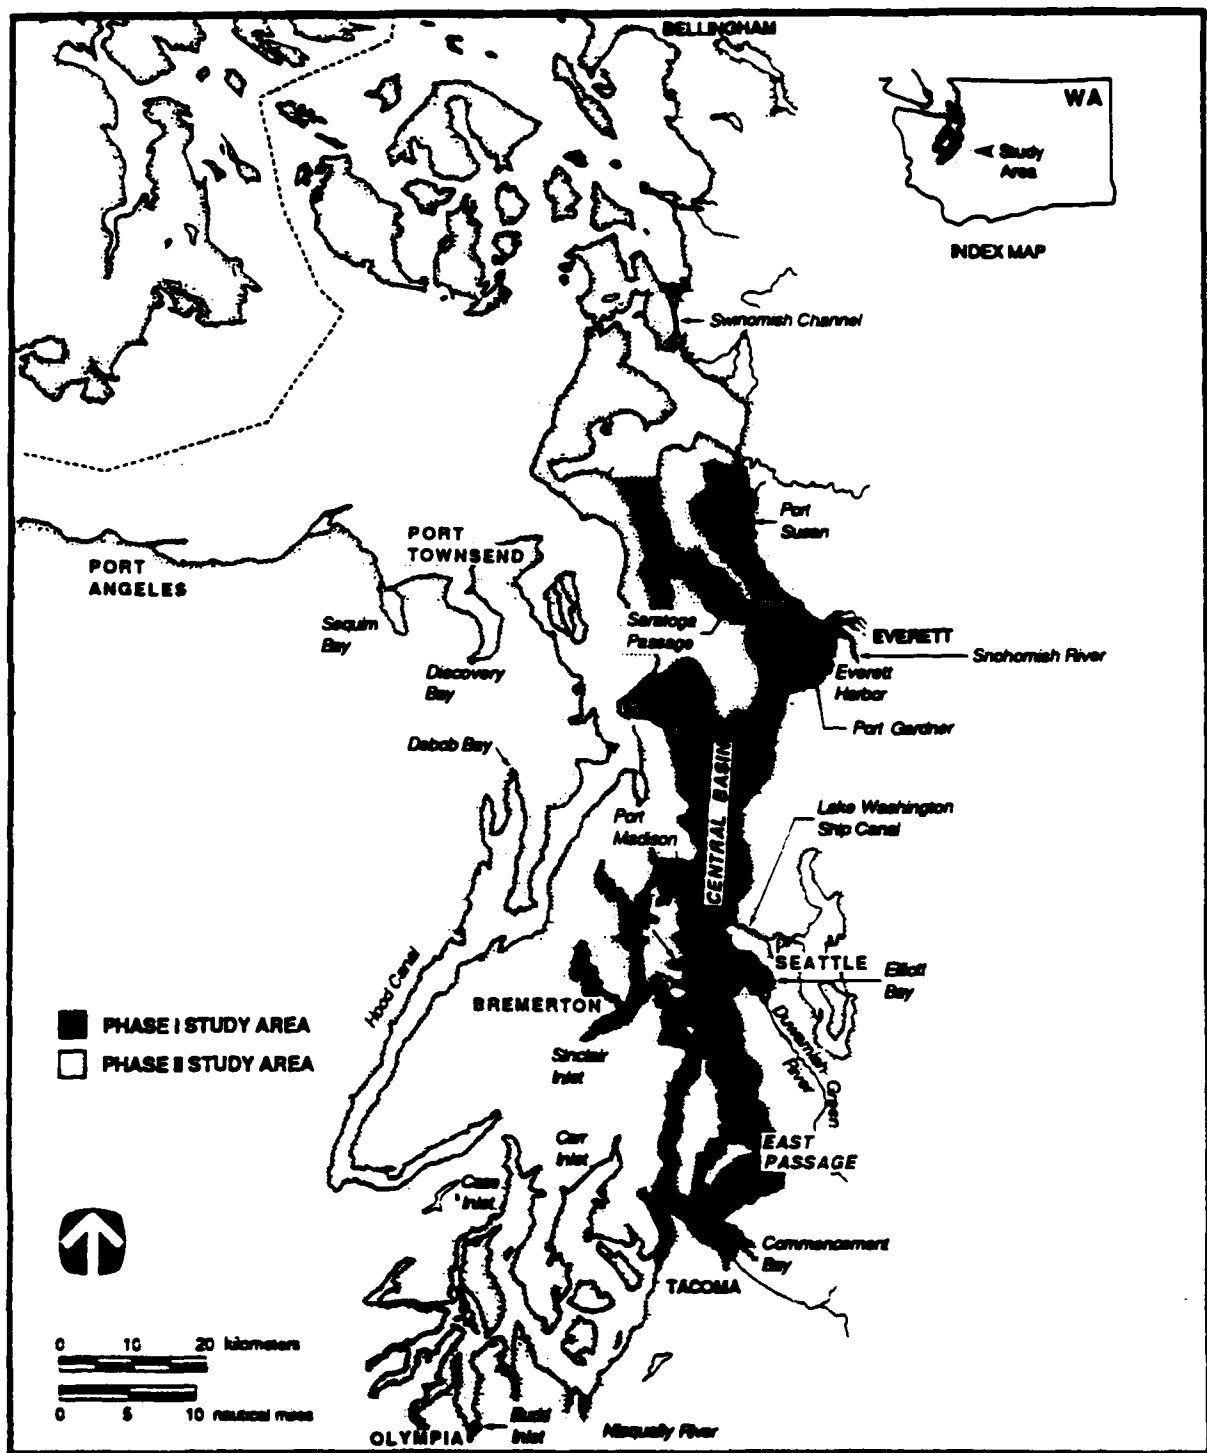 BELLINGHAM
WA
Study
Area
INDEX MAP
Swinomish Channel
Port
Susan
PORT
TOWNSEND
PORT
ANGELES
Sequim
Bay
Discovery
Bay
Saratoga
Passage
EVERETT
Snohomish River
Everett
Harbor
Port Gardner
Dabob Bay
CENTRAL BASIN
Port
Madison
Lake Washington
Ship Canal
SEATTLE
Elliott
Bay
Hood Canal
BREMERTON
Duwamish
River
Green
PHASE I STUDY AREA
PHASE II STUDY AREA
Sinclair
Inlet
EAST
PASSAGE
Carr
Inlet
Case
Inlet
Commencement
Bay
TACOMA
0 10 20 kilometers
0 5 10 nautical miles
Budd
Inlet
OLYMPIA
Nisqually River